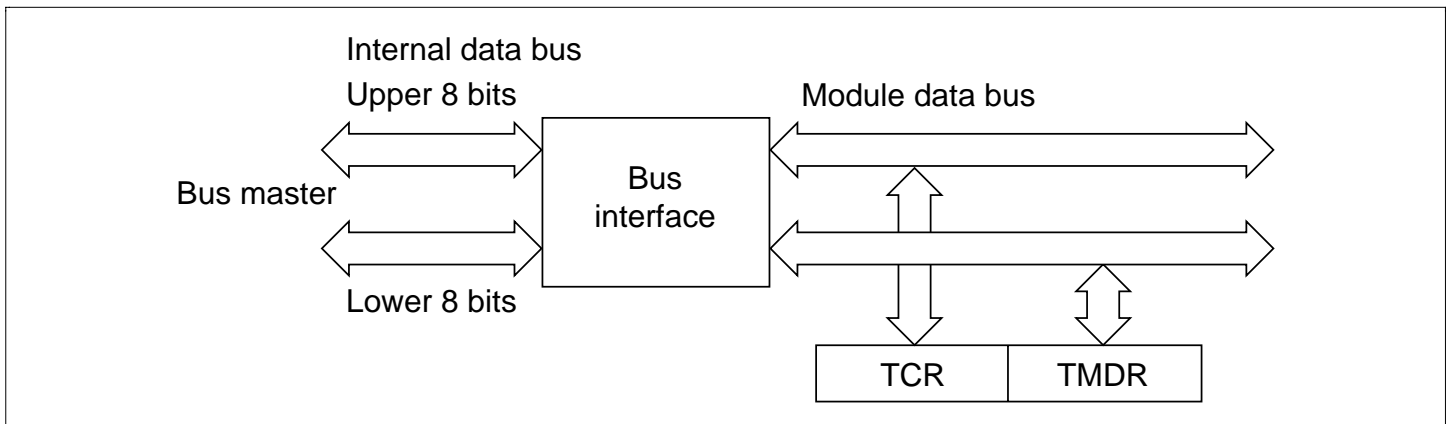 Internal data bus
Upper 8 bits
Module data bus
Bus master
Bus
interface
Lower 8 bits
TCR
TMDR